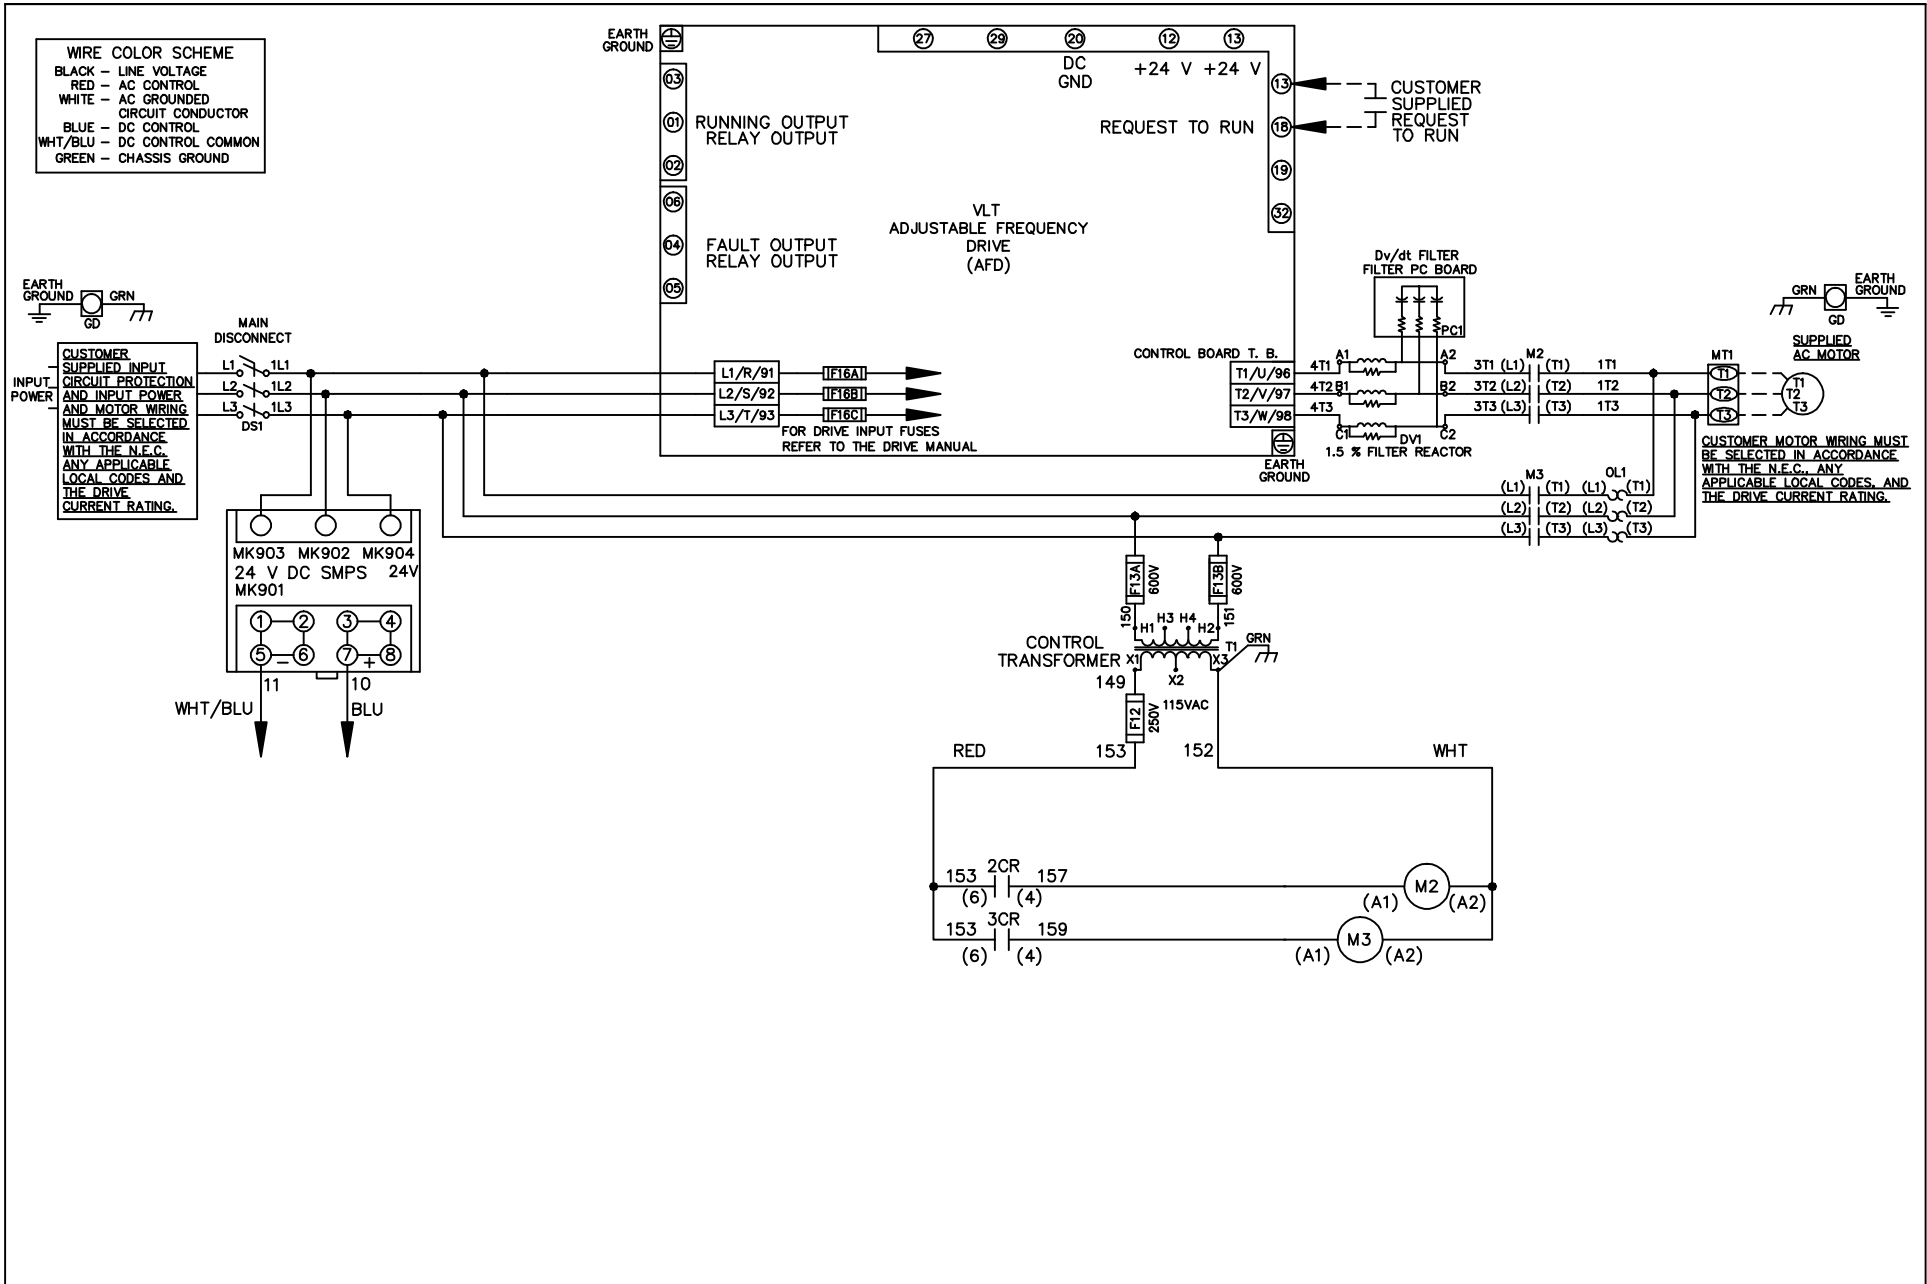 WIRE COLOR SCHEME
BLACK – LINE VOLTAGE
RED – AC CONTROL
WHITE – AC GROUNDED
CIRCUIT CONDUCTOR
BLUE – DC CONTROL
WHT/BLU – DC CONTROL COMMON
GREEN – CHASSIS GROUND
EARTH
GROUND
27 29 20 12 13
DC
GND
+24 V +24 V
03
01
02
RUNNING OUTPUT
RELAY OUTPUT
06
04
05
FAULT OUTPUT
RELAY OUTPUT
VLT
ADJUSTABLE FREQUENCY
DRIVE
(AFD)
13
REQUEST TO RUN 18
19
32
CUSTOMER
SUPPLIED
REQUEST
TO RUN
EARTH
GROUND
GRN
GD
INPUT
POWER
CUSTOMER
SUPPLIED INPUT
CIRCUIT PROTECTION
AND INPUT POWER
AND MOTOR WIRING
MUST BE SELECTED
IN ACCORDANCE
WITH THE N.E.C.
ANY APPLICABLE
LOCAL CODES AND
THE DRIVE
CURRENT RATING.
MAIN
DISCONNECT
L1 1L1
L2 1L2
L3 1L3
DS1
L1/R/91 F16A
L2/S/92 F16B
L3/T/93 F16C
FOR DRIVE INPUT FUSES
REFER TO THE DRIVE MANUAL
CONTROL BOARD T. B.
T1/U/96
T2/V/97
T3/W/98
EARTH
GROUND
Dv/dt FILTER
FILTER PC BOARD
PC1
4T1 A1 A2
4T2 B1 B2
4T3 C1 C2
DV1
1.5 % FILTER REACTOR
M2
3T1 (L1) (T1) 1T1
3T2 (L2) (T2) 1T2
3T3 (L3) (T3) 1T3
MT1
T1
T2
T3
GRN
GD
EARTH
GROUND
SUPPLIED
AC MOTOR
T1
T2
T3
CUSTOMER MOTOR WIRING MUST
BE SELECTED IN ACCORDANCE
WITH THE N.E.C., ANY
APPLICABLE LOCAL CODES, AND
THE DRIVE CURRENT RATING.
M3 OL1
(L1) (T1) (L1) (T1)
(L2) (T2) (L2) (T2)
(L3) (T3) (L3) (T3)
MK903 MK902 MK904
24 V DC SMPS 24V
MK901
1 2 3 4
5 – 6 7 + 8
11 10
WHT/BLU BLU
F13A 600V
F13B 600V
150 151
H1 H3 H4 H2
CONTROL
TRANSFORMER
T1 GRN
X1 X2 X3
149
F12 250V
115VAC
RED 153 152 WHT
153 2CR 157
(6) (4)
M2
(A1) (A2)
153 3CR 159
(6) (4)
M3
(A1) (A2)